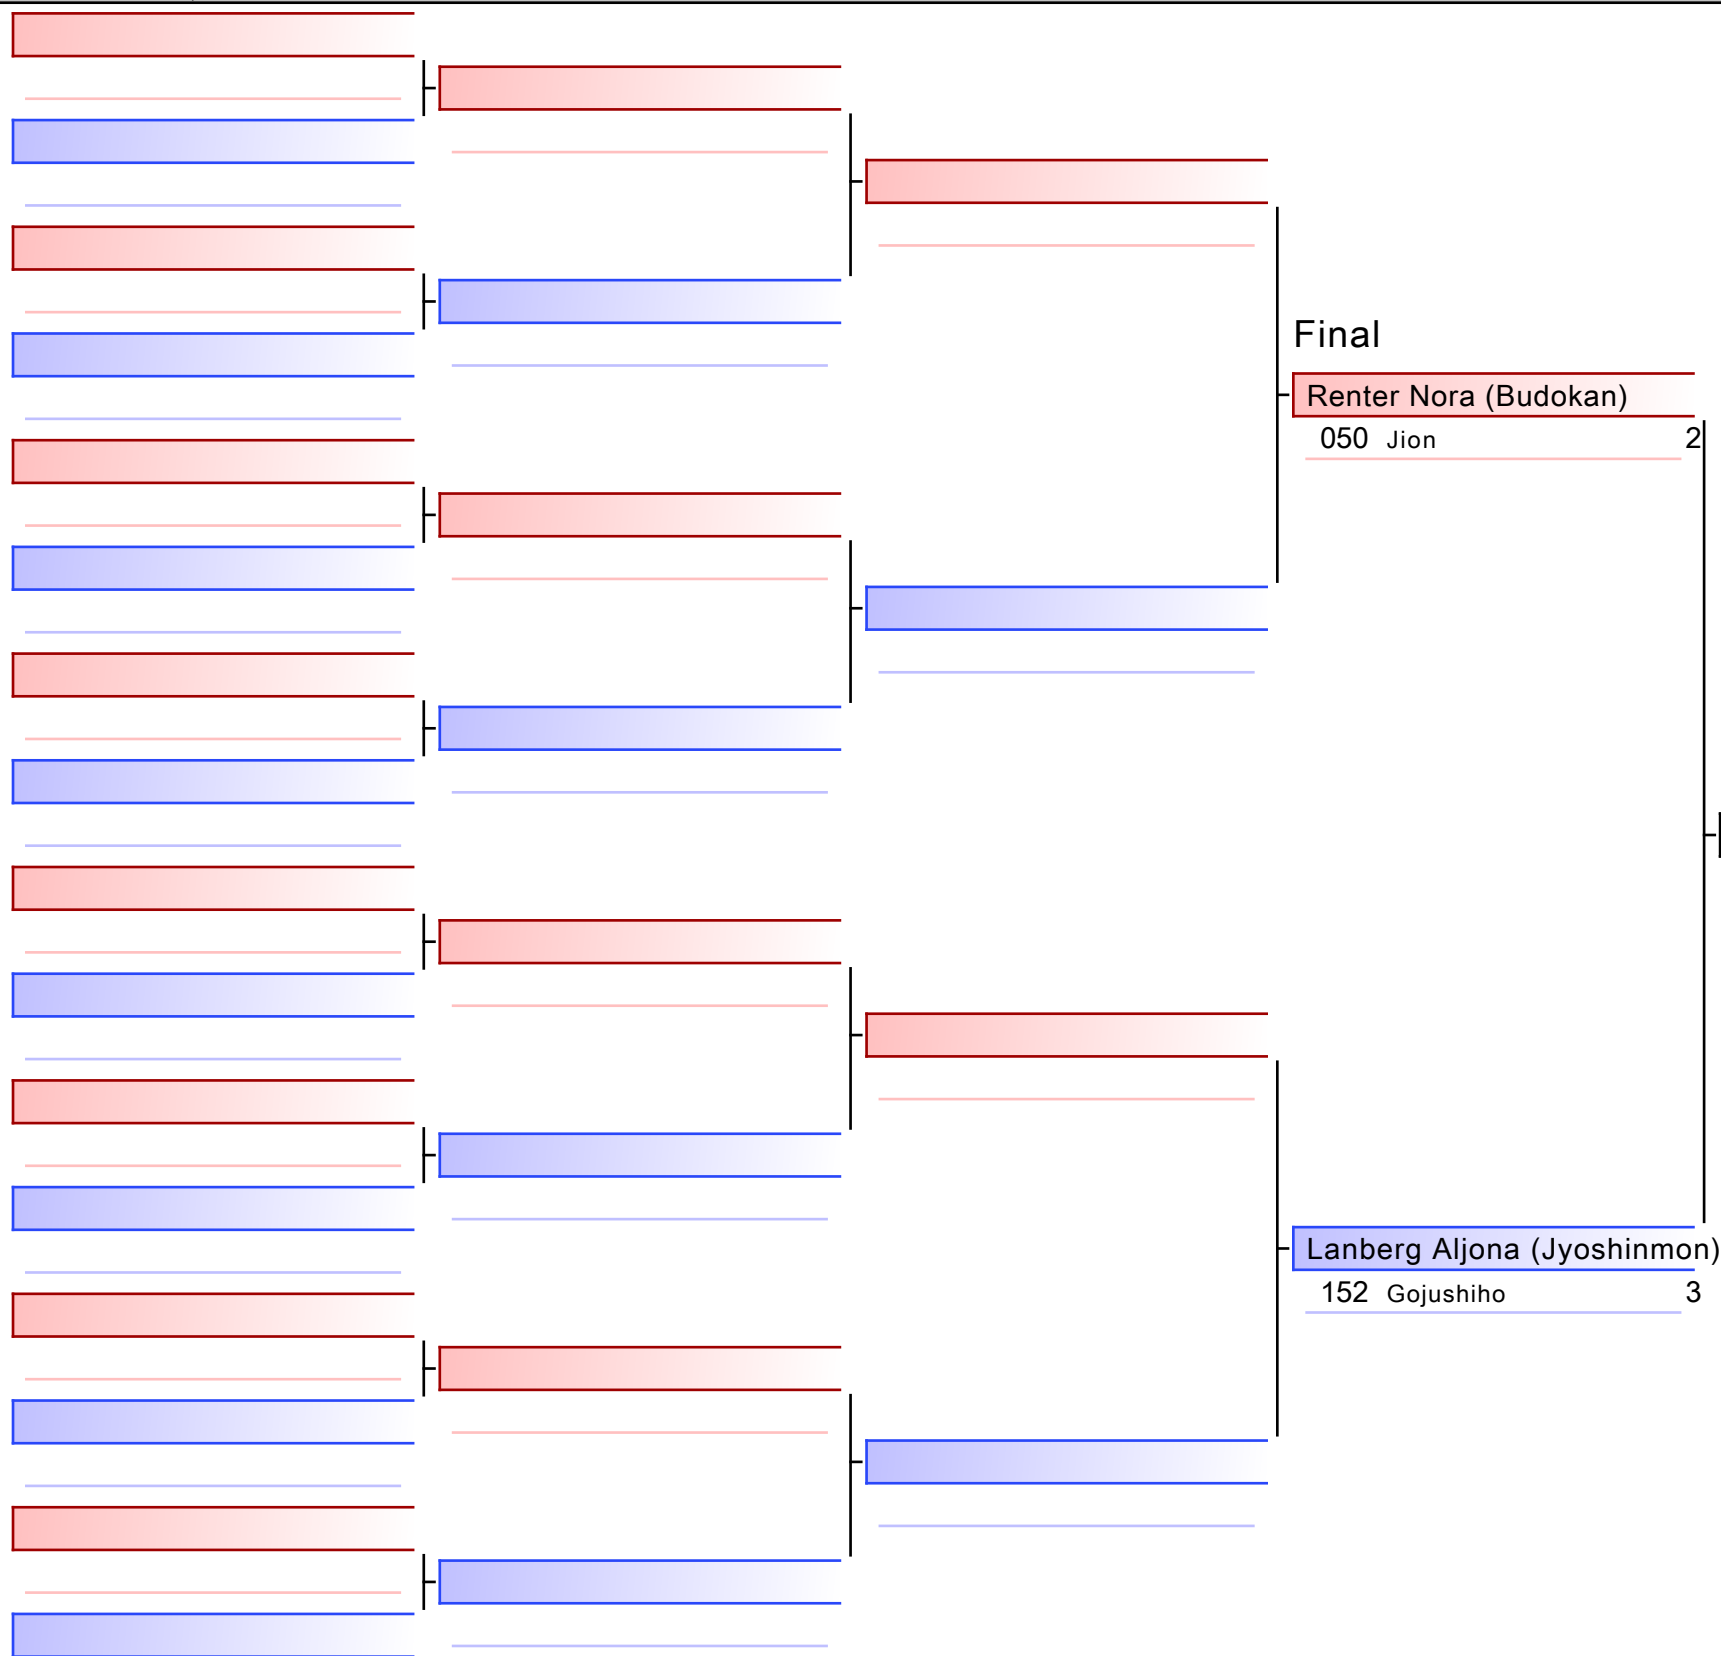 Final
Renter Nora (Budokan)
050 Jion 2
Lanberg Aljona (Jyoshinmon)
152 Gojushiho 3